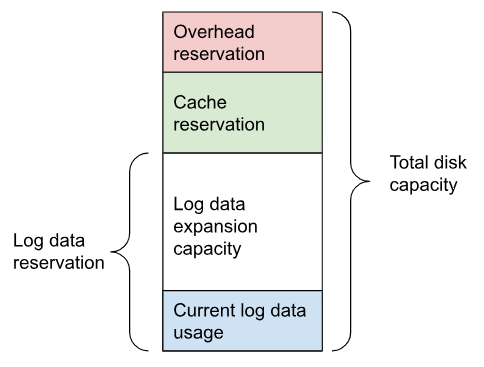 Overhead
reservation
Cache
reservation
Total disk
capacity
Log data
expansion
capacity
Log data
reservation
Current log data
usage